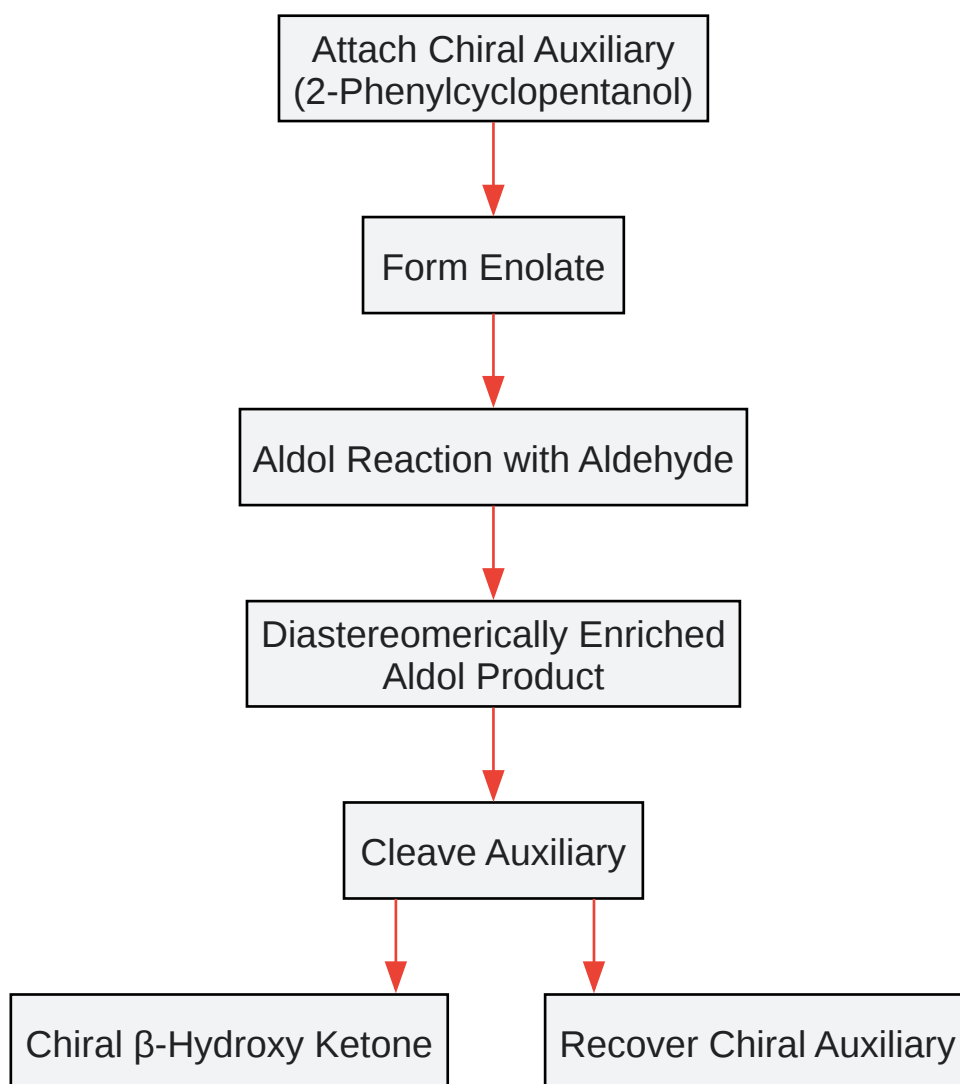 Attach Chiral Auxiliary
(2-Phenylcyclopentanol)
Form Enolate
Aldol Reaction with Aldehyde
Diastereomerically Enriched
Aldol Product
Cleave Auxiliary
Chiral β-Hydroxy Ketone
Recover Chiral Auxiliary